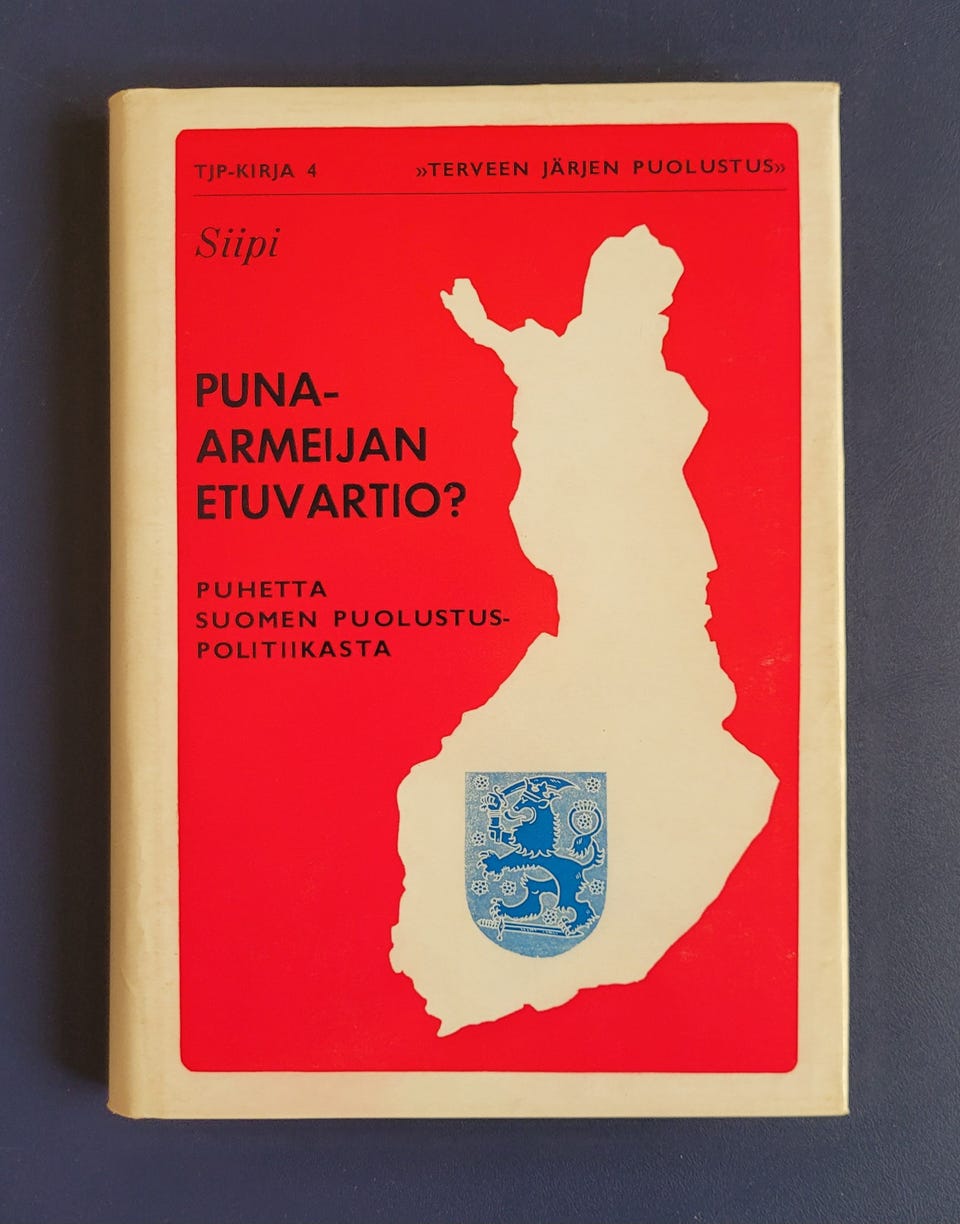 TJP-KIRJA 4 »TERVEEN JÄRJEN PUOLUSTUS»
Siipi
PUNA-
ARMEIJAN
ETUVARTIO?
PUHETTA
SUOMEN PUOLUSTUS-
POLITIIKASTA